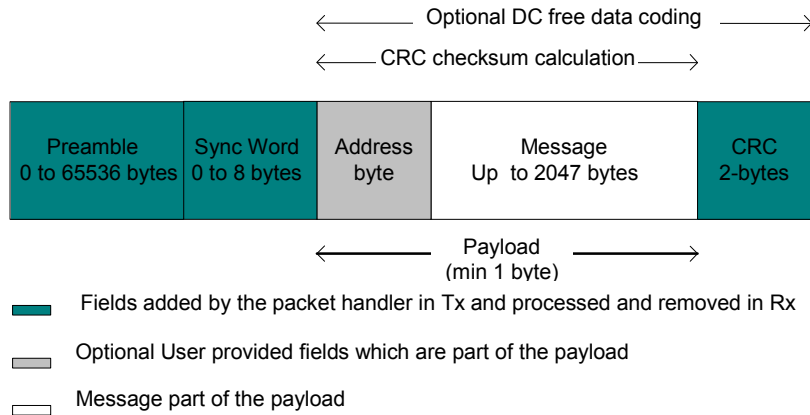 Optional DC free data coding
CRC checksum calculation
Preamble
0 to 65536 bytes
Sync Word
0 to 8 bytes
Address
byte
Message
Up to 2047 bytes
CRC
2-bytes
Payload
(min 1 byte)
Fields added by the packet handler in Tx and processed and removed in Rx
Optional User provided fields which are part of the payload
Message part of the payload